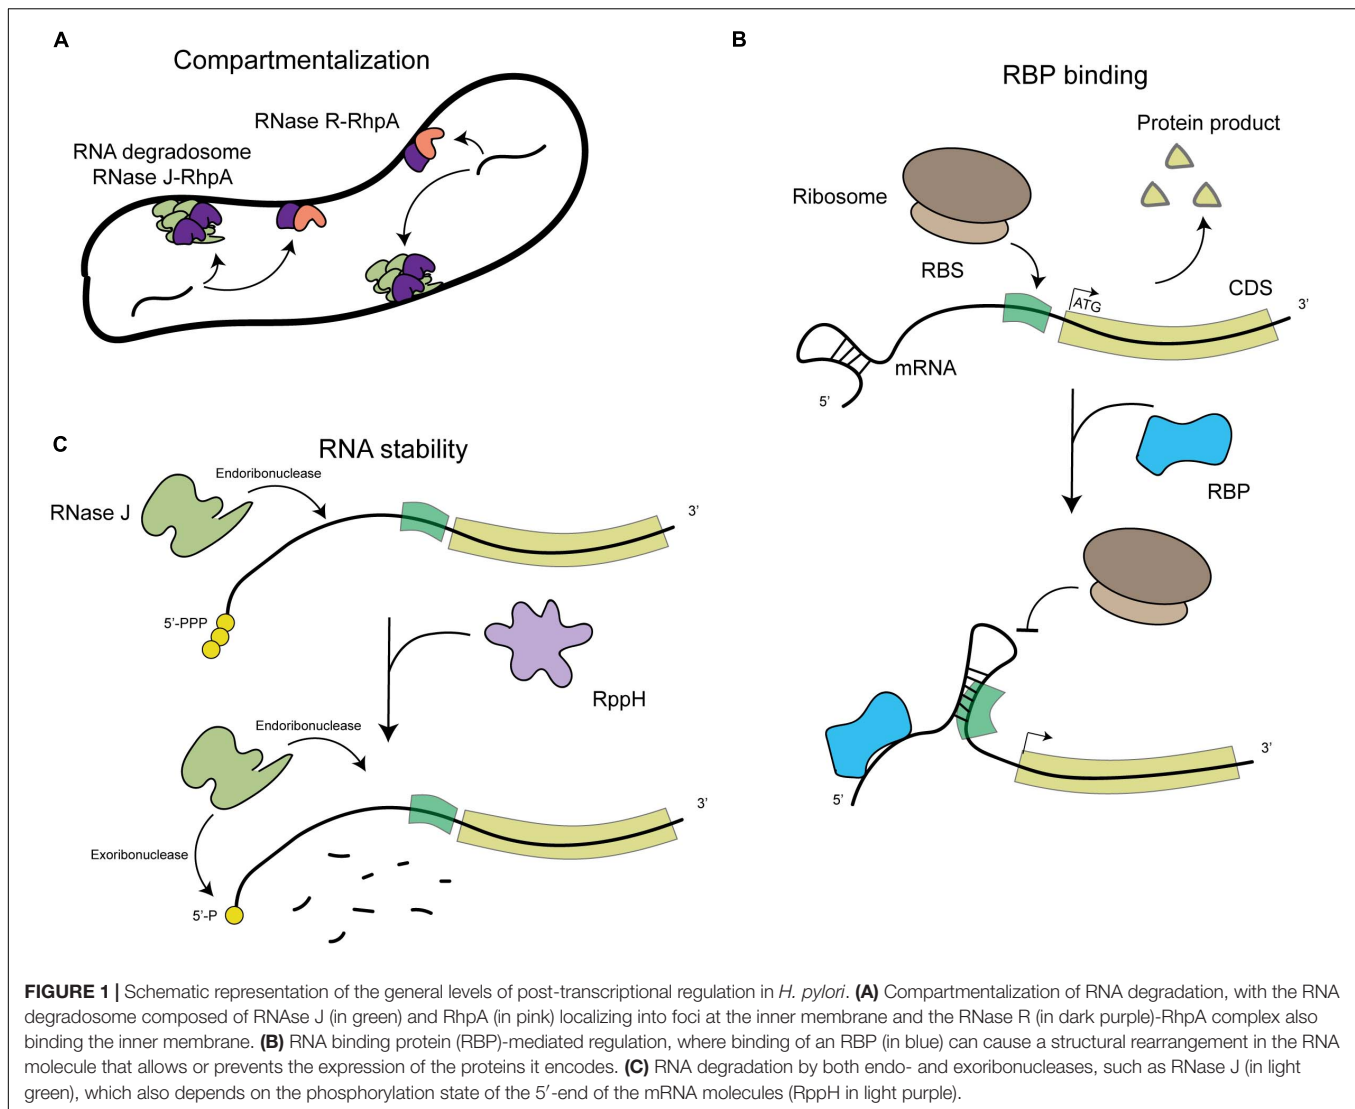 A
Compartmentalization
RNase R-RhpA
RNA degradosome
RNase J-RhpA
B
RBP binding
Protein product
Ribosome
RBS
CDS
ATG
3’
mRNA
5’
RBP
3’
5’
C
RNA stability
Endoribonuclease
RNase J
3’
5’-PPP
RppH
Endoribonuclease
3’
Exoribonuclease
5’-P
FIGURE 1 | Schematic representation of the general levels of post-transcriptional regulation in H. pylori. (A) Compartmentalization of RNA degradation, with the RNA
degradosome composed of RNAse J (in green) and RhpA (in pink) localizing into foci at the inner membrane and the RNase R (in dark purple)-RhpA complex also
binding the inner membrane. (B) RNA binding protein (RBP)-mediated regulation, where binding of an RBP (in blue) can cause a structural rearrangement in the RNA
molecule that allows or prevents the expression of the proteins it encodes. (C) RNA degradation by both endo- and exoribonucleases, such as RNase J (in light
green), which also depends on the phosphorylation state of the 5′-end of the mRNA molecules (RppH in light purple).